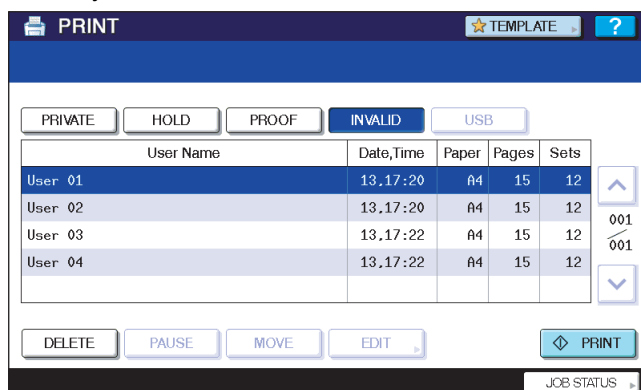 PRINT TEMPLATE ?
PRIVATE HOLD PROOF INVALID USB
User Name Date,Time Paper Pages Sets
User 01 13,17:20 A4 15 12
User 02 13,17:20 A4 15 12
User 03 13,17:22 A4 15 12
User 04 13,17:22 A4 15 12
001
001
DELETE PAUSE MOVE EDIT PRINT
JOB STATUS